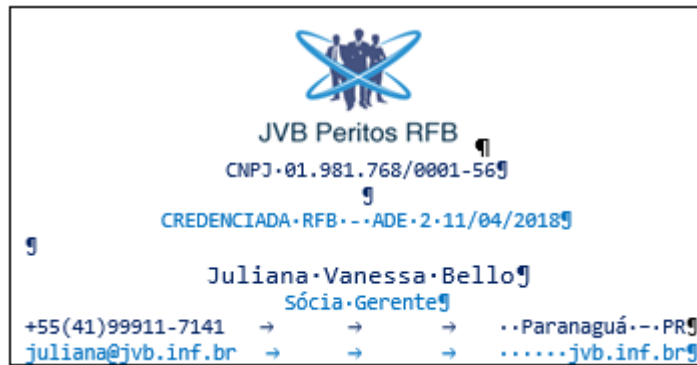 JVB Peritos RFB ¶
CNPJ·01.981.768/0001-56¶
¶
CREDENCIADA·RFB·-·ADE·2·11/04/2018¶
¶
Juliana·Vanessa·Bello¶
Sócia·Gerente¶
+55(41)99911-7141 → → → ··Paranaguá·–·PR¶
juliana@jvb.inf.br → → → ······jvb.inf.br¶